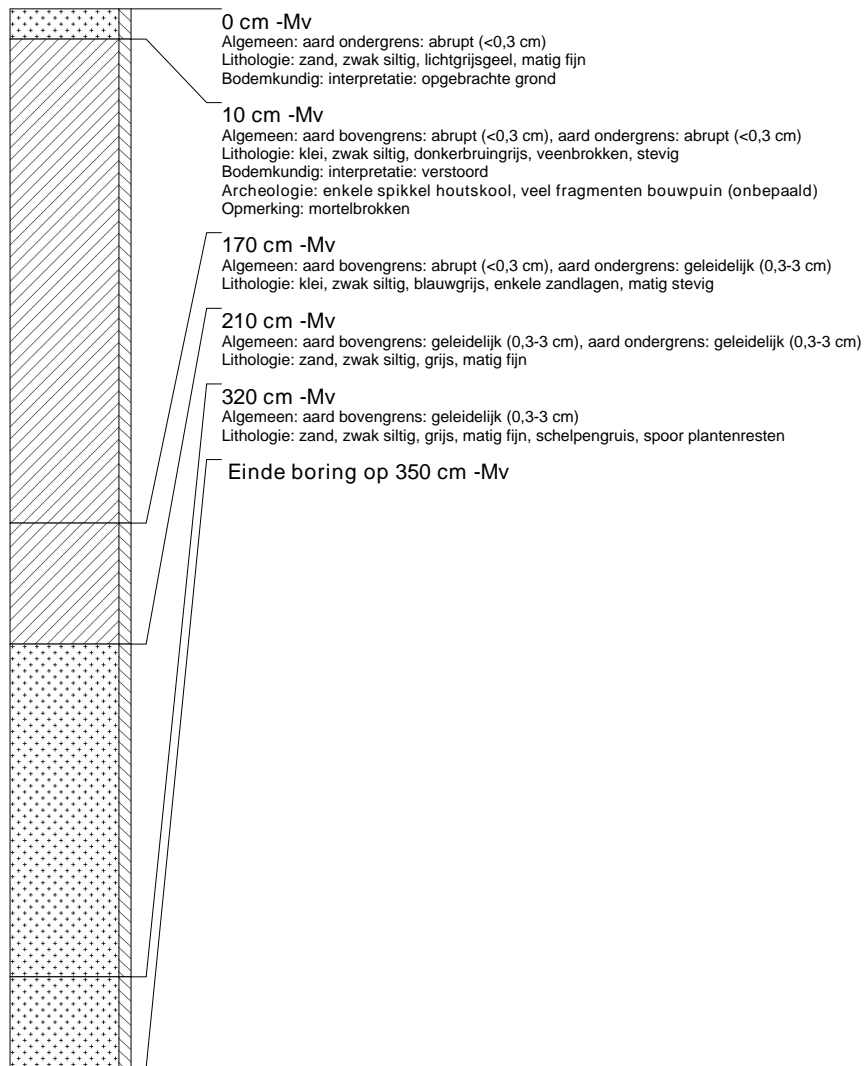 0 cm -Mv
Algemeen: aard ondergrens: abrupt (<0,3 cm)
Lithologie: zand, zwak siltig, lichtgrijsgeel, matig fijn
Bodemkundig: interpretatie: opgebrachte grond
10 cm -Mv
Algemeen: aard bovengrens: abrupt (<0,3 cm), aard ondergrens: abrupt (<0,3 cm)
Lithologie: klei, zwak siltig, donkerbruingrijs, veenbrokken, stevig
Bodemkundig: interpretatie: verstoord
Archeologie: enkele spikkel houtskool, veel fragmenten bouwpuin (onbepaald)
Opmerking: mortelbrokken
170 cm -Mv
Algemeen: aard bovengrens: abrupt (<0,3 cm), aard ondergrens: geleidelijk (0,3-3 cm)
Lithologie: klei, zwak siltig, blauwgrijs, enkele zandlagen, matig stevig
210 cm -Mv
Algemeen: aard bovengrens: geleidelijk (0,3-3 cm), aard ondergrens: geleidelijk (0,3-3 cm)
Lithologie: zand, zwak siltig, grijs, matig fijn
320 cm -Mv
Algemeen: aard bovengrens: geleidelijk (0,3-3 cm)
Lithologie: zand, zwak siltig, grijs, matig fijn, schelpengruis, spoor plantenresten
Einde boring op 350 cm -Mv